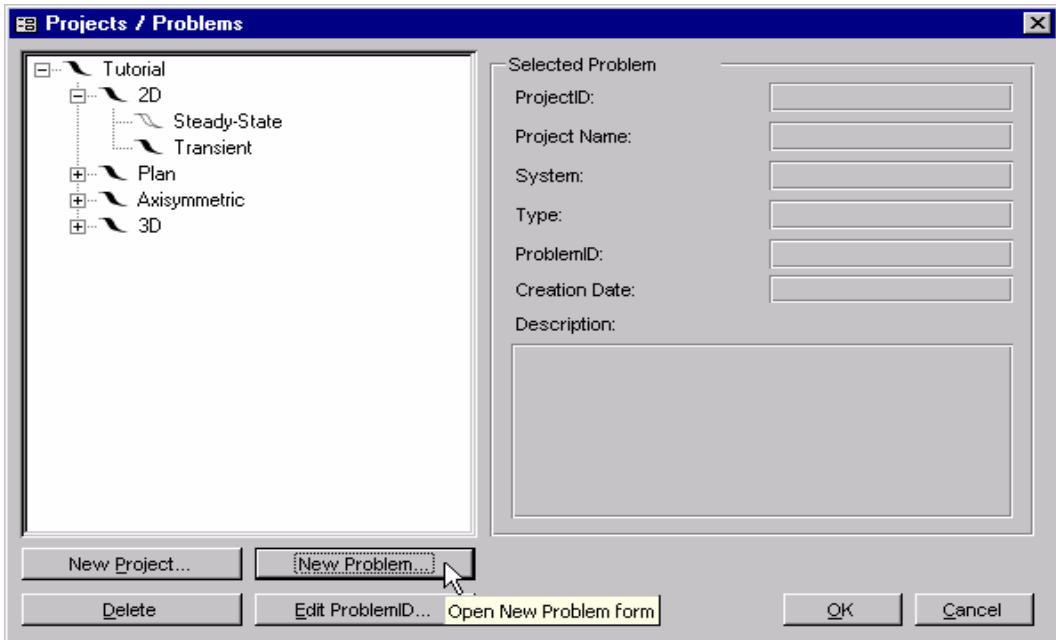 Projects / Problems
Tutorial
2D
Steady-State
Transient
Plan
Axisymmetric
3D
Selected Problem
ProjectID:
Project Name:
System:
Type:
ProblemID:
Creation Date:
Description:
New Project...
New Problem...
Delete
Edit ProblemID...
Open New Problem form
OK
Cancel